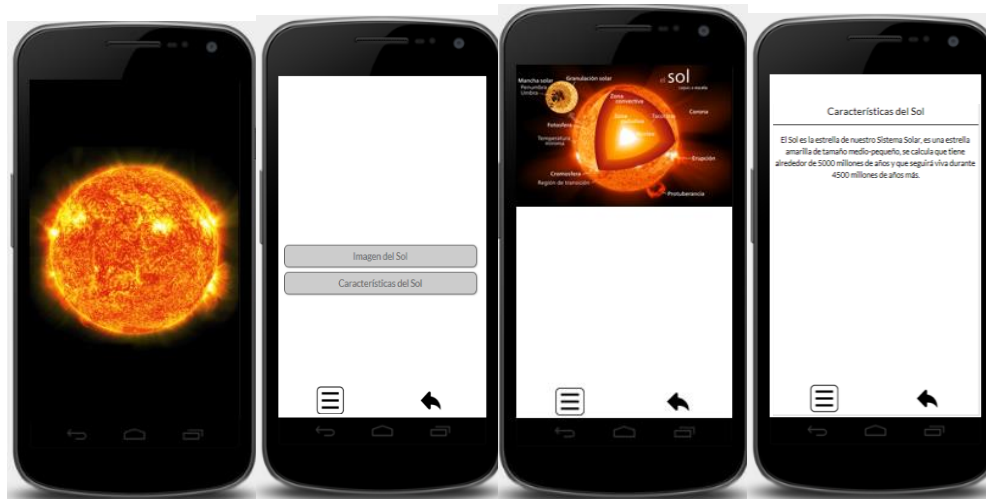 Imagen del Sol
Características del Sol
el sol
Mancha solar
Granulación solar
Penumbra
Umbra
Zona
convectiva
Corona
Fotosfera
Temperatura
mínima
Erupción
Cromosfera
Región de transición
Protuberancia
Características del Sol
El Sol es la estrella de nuestro Sistema Solar, es una estrella
amarilla de tamaño medio-pequeño, se calcula que tiene
alrededor de 5000 millones de años y que seguirá viva durante
4500 millones de años más.